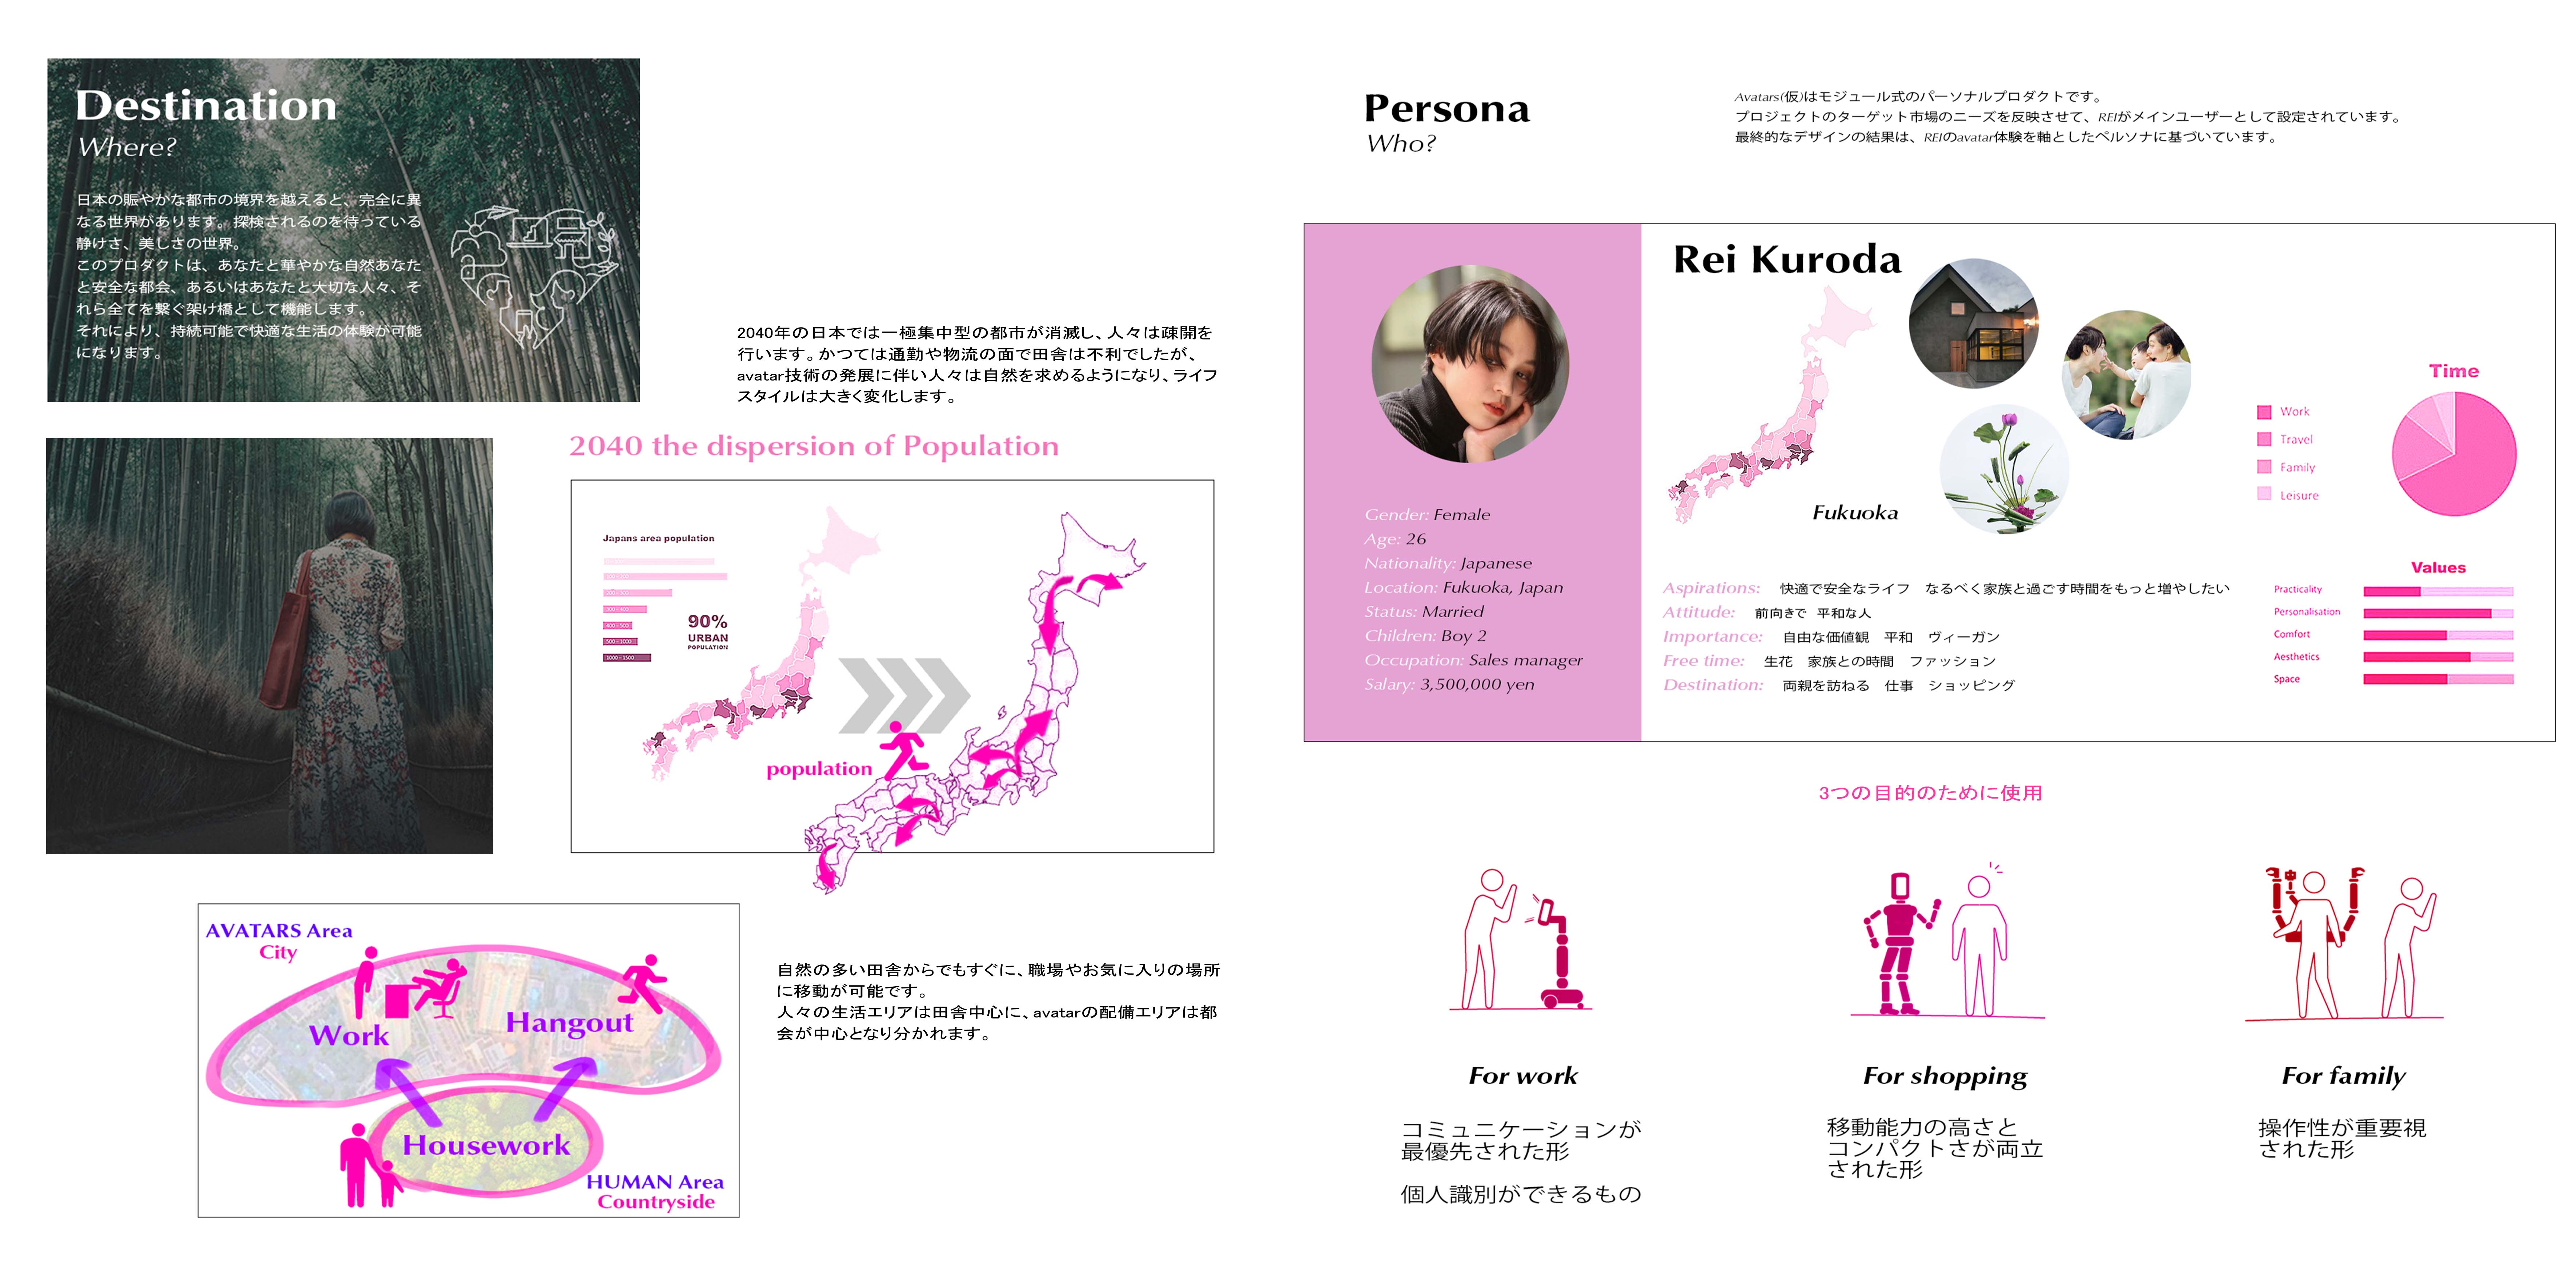 Destination
Where?
日本の賑やかな都市の境界を越えると、完全に異
なる世界があります。探検されるのを待っている
静けさ、美しさの世界。
このプロダクトは、あなたと華やかな自然あなた
と安全な都会、あるいはあなたと大切な人々、そ
れら全てを繋ぐ架け橋として機能します。
それにより、持続可能で快適な生活の体験が可能
になります。
2040年の日本では一極集中型の都市が消滅し、人々は疎開を
行います。かつては通勤や物流の面で田舎は不利でしたが、
avatar技術の発展に伴い人々は自然を求めるようになり、ライフ
スタイルは大きく変化します。
2040 the dispersion of Population
Japans area population
400~500
500~1000
1000~1500
90%
URBAN
POPULATION
population
AVATARS Area
City
Work
Hangout
Housework
HUMAN Area
Countryside
自然の多い田舎からでもすぐに、職場やお気に入りの場所
に移動が可能です。
人々の生活エリアは田舎中心に、avatarの配備エリアは都
会が中心となり分かれます。
Persona
Who?
Avatars(仮)はモジュール式のパーソナルプロダクトです。
プロジェクトのターゲット市場のニーズを反映させて、REIがメインユーザーとして設定されています。
最終的なデザインの結果は、REIのavatar体験を軸としたペルソナに基づいています。
Gender: Female
Age: 26
Nationality: Japanese
Location: Fukuoka, Japan
Status: Married
Children: Boy 2
Occupation: Sales manager
Salary: 3,500,000 yen
Rei Kuroda
Fukuoka
Aspirations: 快適で安全なライフ なるべく家族と過ごす時間をもっと増やしたい
Attitude: 前向きで 平和な人
Importance: 自由な価値観 平和 ヴィーガン
Free time: 生花 家族との時間 ファッション
Destination: 両親を訪ねる 仕事 ショッピング
Time
Work
Travel
Family
Leisure
Values
Practicality
Personalisation
Comfort
Aesthetics
Space
3つの目的のために使用
For work
コミュニケーションが
最優先された形
個人識別ができるもの
For shopping
移動能力の高さと
コンパクトさが両立
された形
For family
操作性が重要視
された形